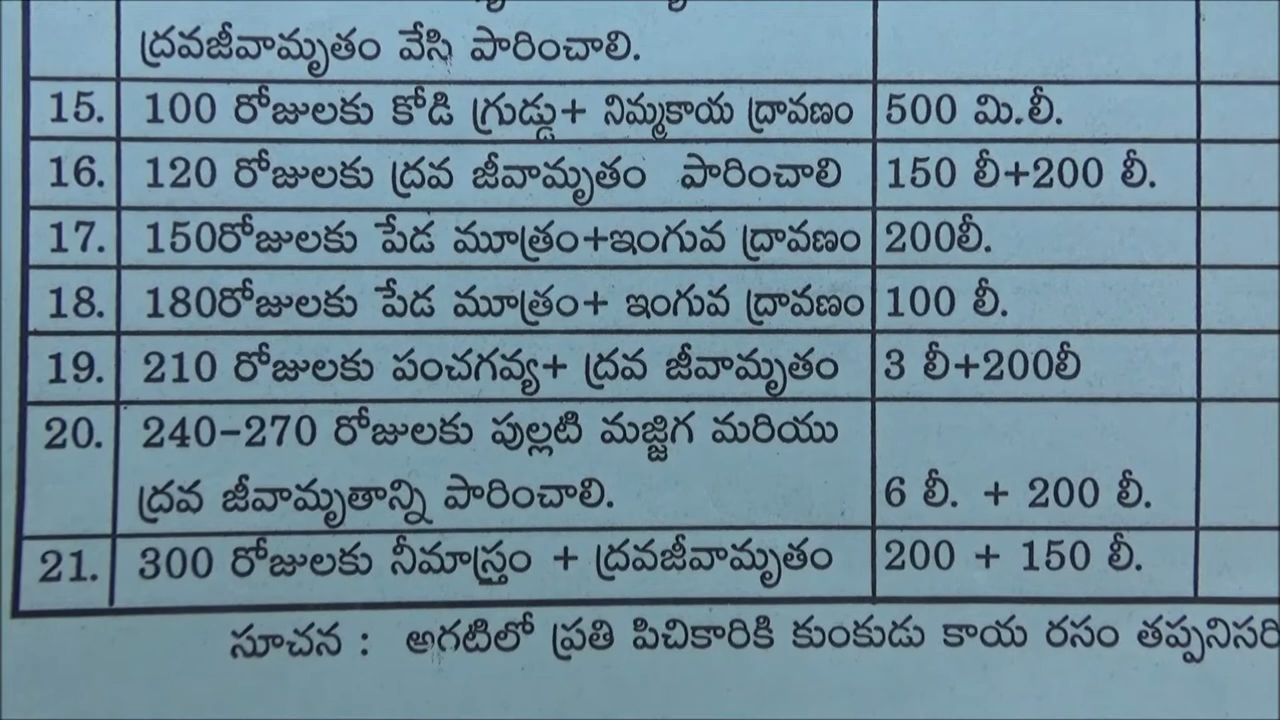 ద్రవజీవామృతం వేసి పారించాలి.
15. 100 రోజులకు కోడి గ్రుడ్డు+ నిమ్మకాయ ద్రావణం 500 మి.లీ.
16. 120 రోజులకు ద్రవ జీవామృతం పారించాలి 150 లీ+200 లీ.
17. 150రోజులకు పేడ మూత్రం+ఇంగువ ద్రావణం 200లీ.
18. 180రోజులకు పేడ మూత్రం+ ఇంగువ ద్రావణం 100 లీ.
19. 210 రోజులకు పంచగవ్య+ ద్రవ జీవామృతం 3 లీ+200లీ
20. 240-270 రోజులకు పుల్లటి మజ్జిగ మరియు
ద్రవ జీవామృతాన్ని పారించాలి. 6 లీ. + 200 లీ.
21. 300 రోజులకు నీమాస్త్రం + ద్రవజీవామృతం 200 + 150 లీ.
సూచన : అగటిలో ప్రతి పిచికారికి కుంకుడు కాయ రసం తప్పనిసరి